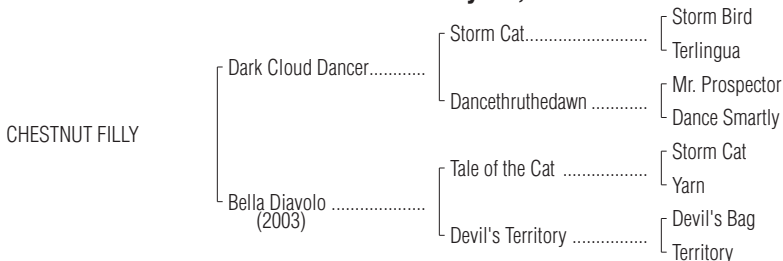 Storm Bird
Storm Cat....................................
Terlingua
Dark Cloud Dancer............
Mr. Prospector
Dancethruthedawn ................
Dance Smartly
CHESTNUT FILLY
Storm Cat
Tale of the Cat ......................
Yarn
Bella Diavolo ........................
(2003)
Devil's Bag
Devil's Territory ....................
Territory